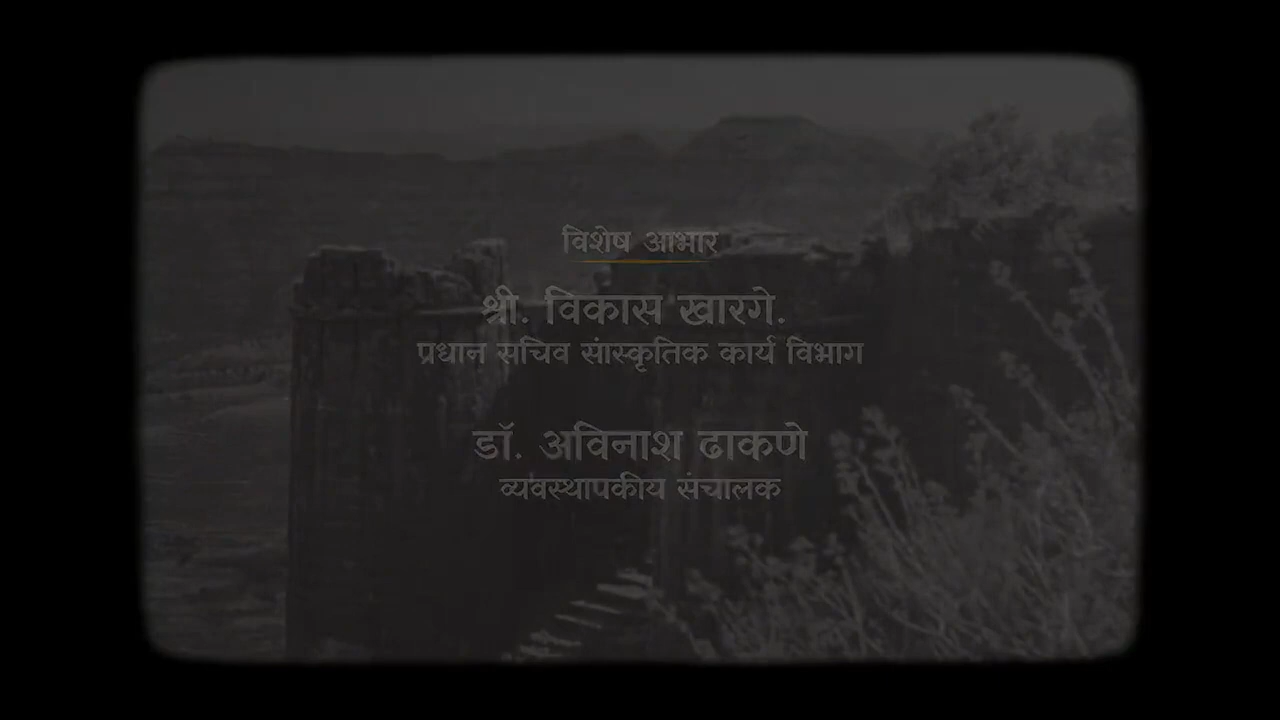 विशेष आभार
श्री. विकास खारगे.
प्रधान सचिव सांस्कृतिक कार्य विभाग
डॉ. अविनाश ढाकणे
व्यवस्थापकीय संचालक